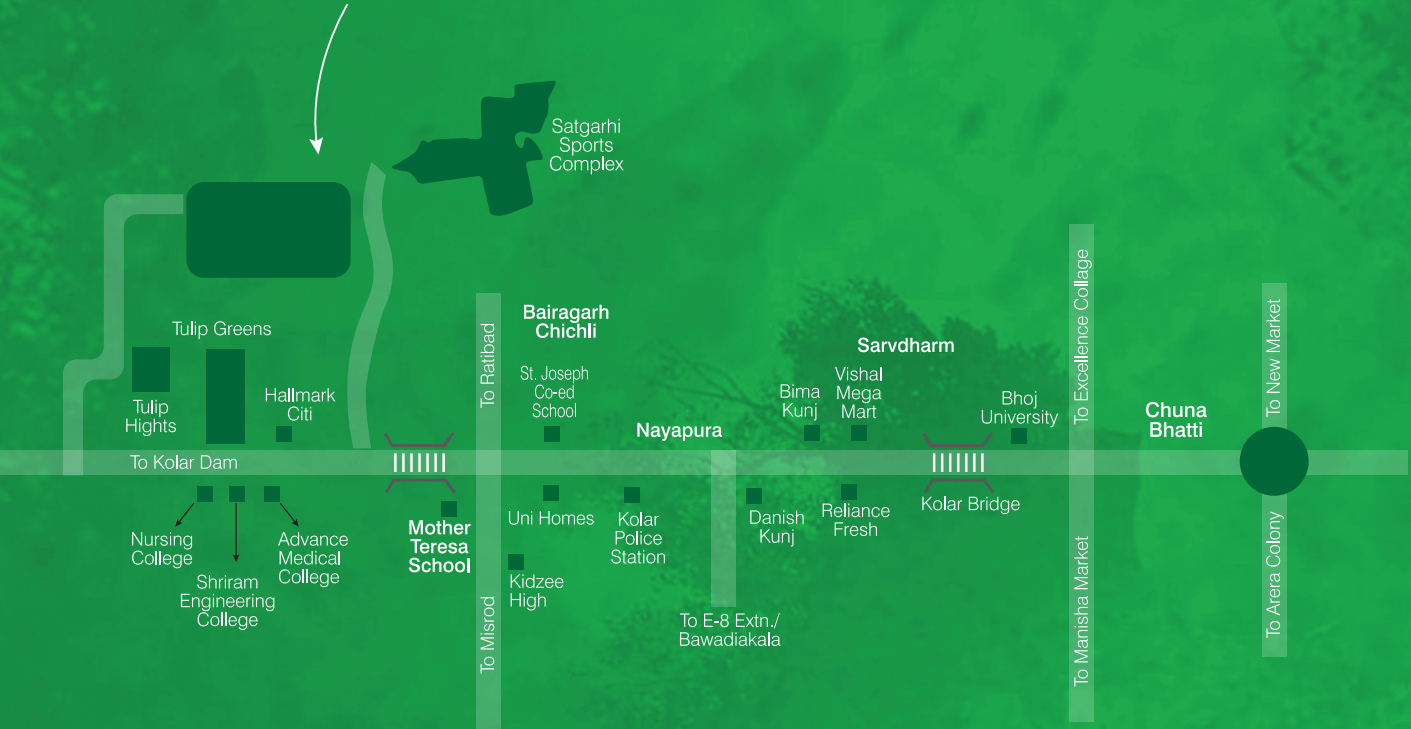 Satgarhi
Sports
Complex
Tulip Greens
Tulip
Hights
Hallmark
Citi
To Kolar Dam
Nursing
College
Shriram
Engineering
College
Advance
Medical
College
Mother
Teresa
School
To Ratibad
To Misrod
Bairagarh
Chichli
St. Joseph
Co-ed
School
Uni Homes
Kidzee
High
Kolar
Police
Station
Nayapura
To E-8 Extn./
Bawadiakala
Sarvdharm
Bima
Kunj
Vishal
Mega
Mart
Danish
Kunj
Reliance
Fresh
Bhoj
University
Kolar Bridge
To Excellence Collage
To Manisha Market
Chuna
Bhatti
To New Market
To Arera Colony